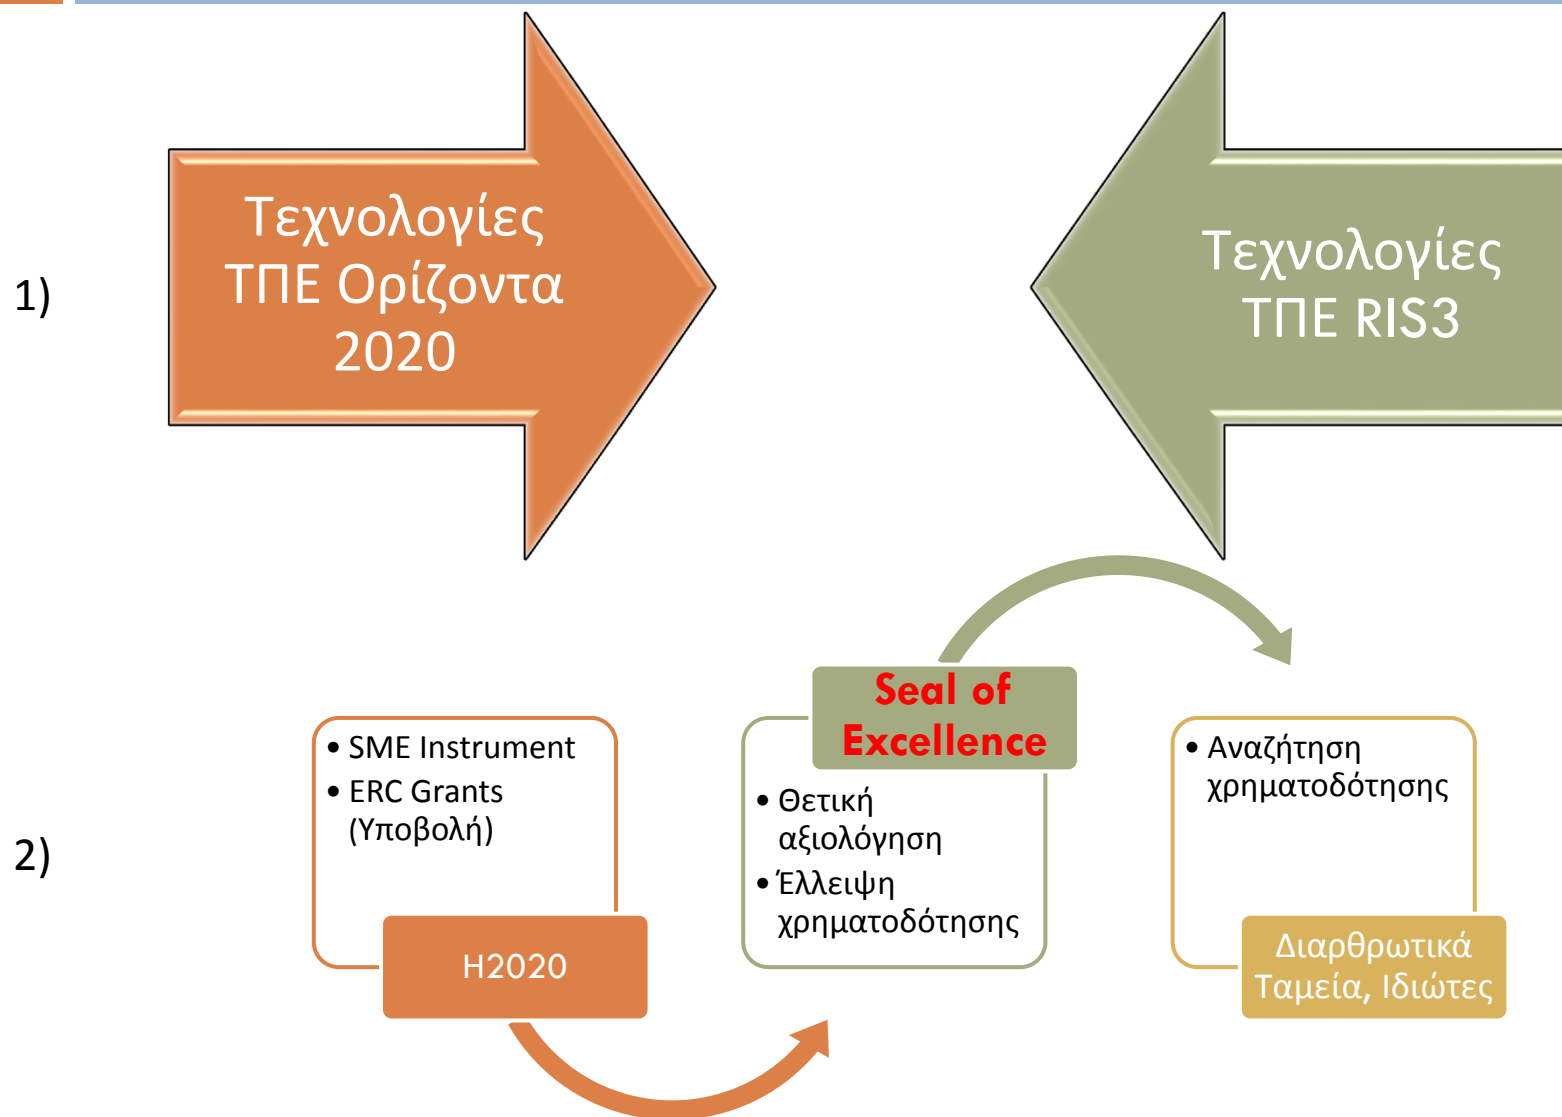 1)
Τεχνολογίες
ΤΠΕ Ορίζοντα
2020
Τεχνολογίες
ΤΠΕ RIS3
2)
• SME Instrument
• ERC Grants
(Υποβολή)
H2020
Seal of
Excellence
• Θετική
αξιολόγηση
• Έλλειψη
χρηματοδότησης
• Αναζήτηση
χρηματοδότησης
Διαρθρωτικά
Ταμεία, Ιδιώτες